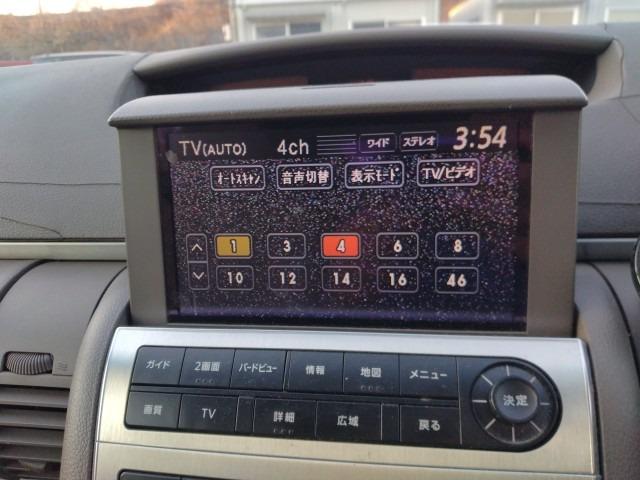 TV(AUTO) 4ch ワイド ステレオ 3:54
オートスキャン 音声切替 表示モード TV/ビデオ
1 3 4 6 8
10 12 14 16 46
ガイド 2画面 バードビュー 情報 地図 メニュー
画質 TV 詳細 広域 戻る 決定